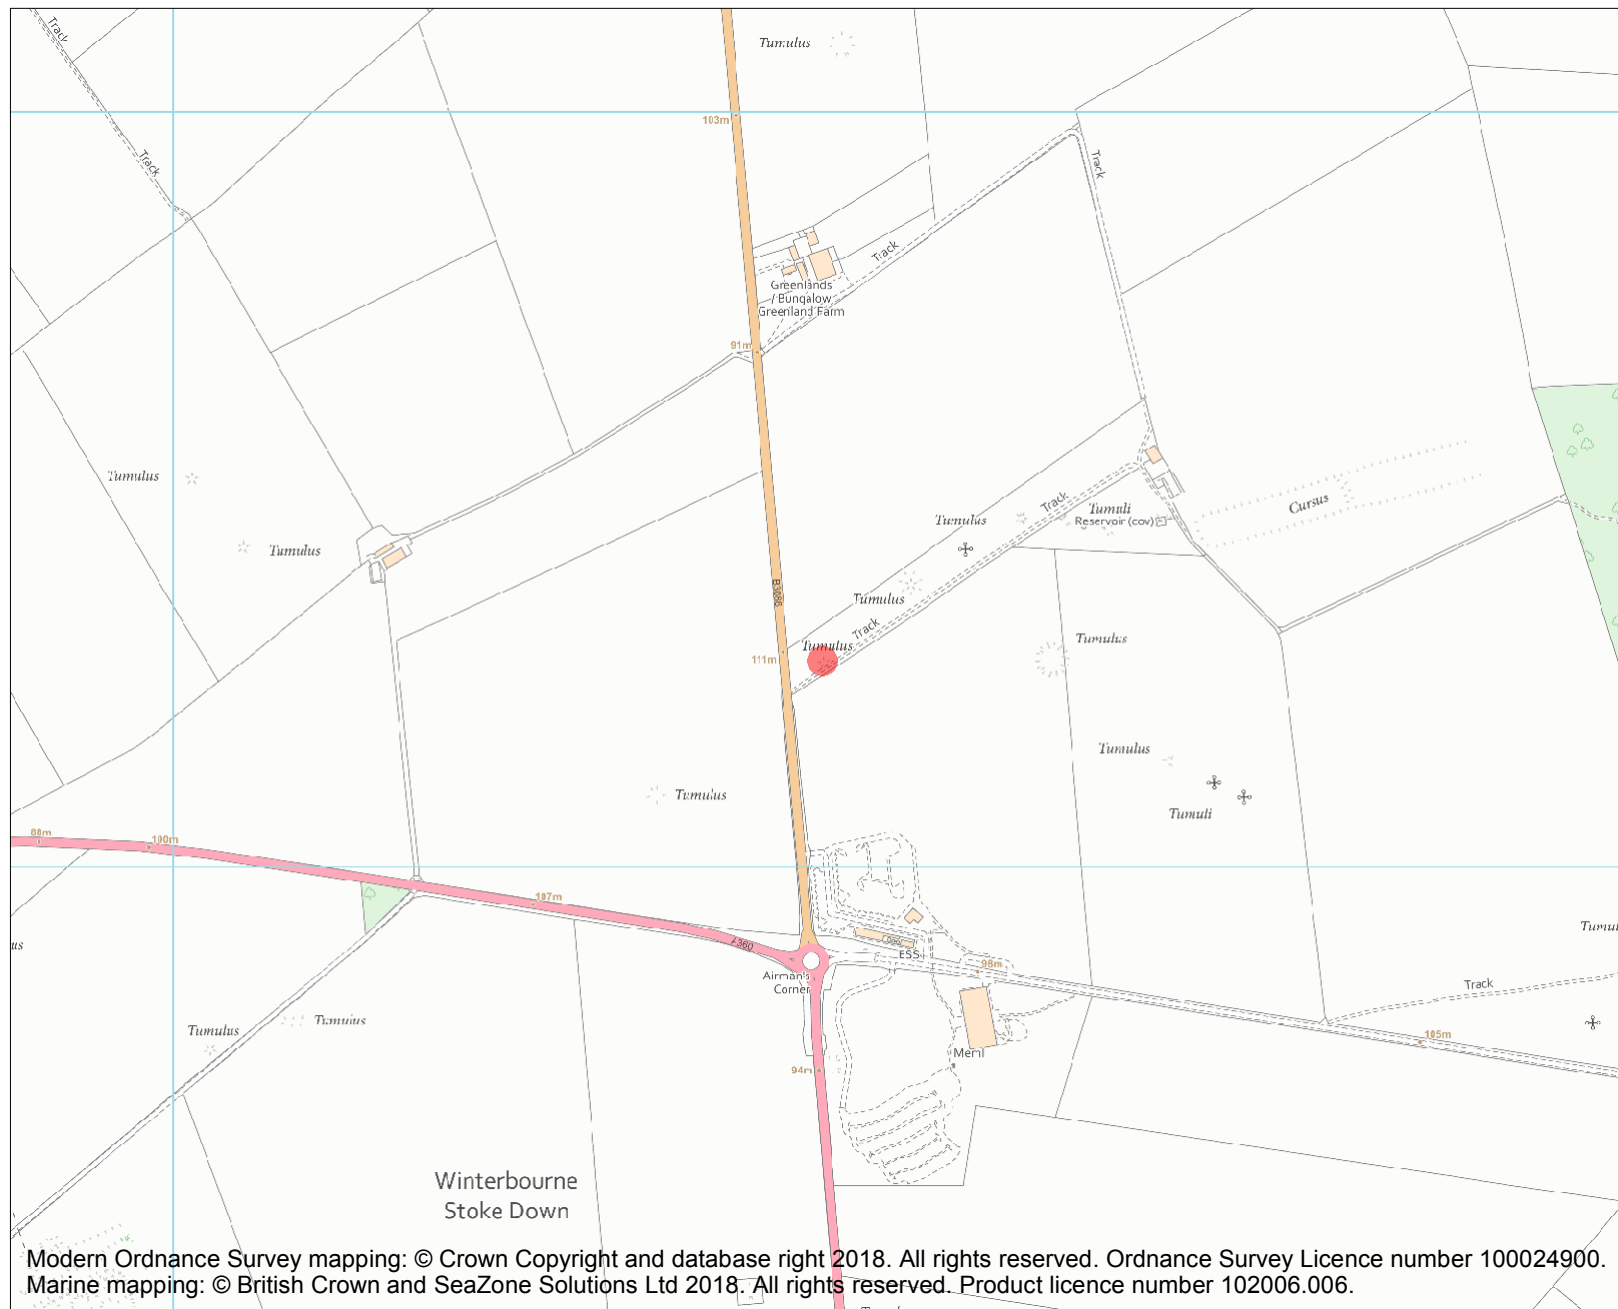 Track
Tumulus
103m
Track
Track
Track
Greenlands
/ Bungalow
Greenland Farm
91m
Tumulus
Cursus
Track
Tumuli
Tumulus
Reservoir (cov)
Tumulus
B3086
Tumulus
Track
Tumulus
Tumulus
111m
Tumulus
Tumulus
Tumuli
88m
100m
107m
Tumu
us
A360
ESS
98m
Airman's
Corner
Track
Tumulus
Tumulus
105m
Meml
94m
Winterbourne
Stoke Down
Modern Ordnance Survey mapping: © Crown Copyright and database right 2018. All rights reserved. Ordnance Survey Licence number 100024900.
Marine mapping: © British Crown and SeaZone Solutions Ltd 2018. All rights reserved. Product licence number 102006.006.